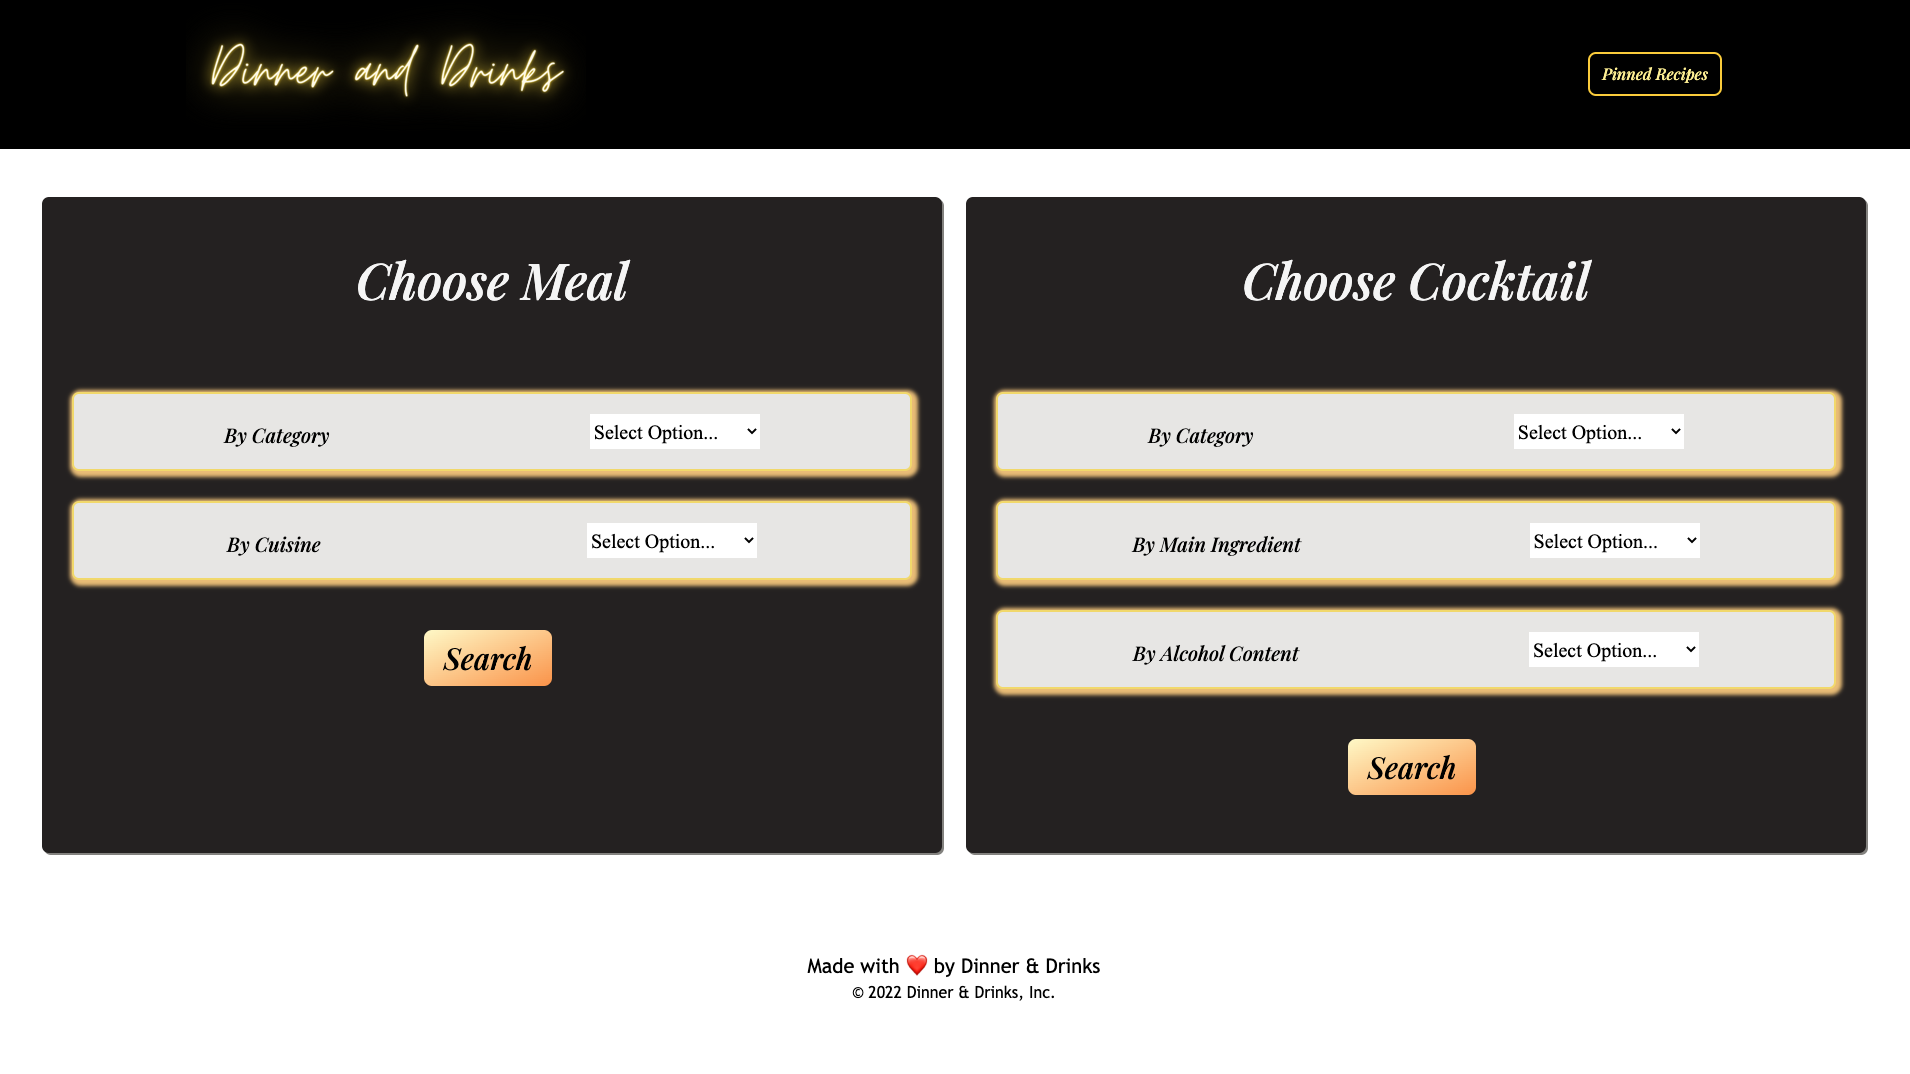 Dinner and Drinks
Pinned Recipes
Choose Meal
By Category Select Option...
By Cuisine Select Option...
Search
Choose Cocktail
By Category Select Option...
By Main Ingredient Select Option...
By Alcohol Content Select Option...
Search
Made with ❤️ by Dinner & Drinks
© 2022 Dinner & Drinks, Inc.